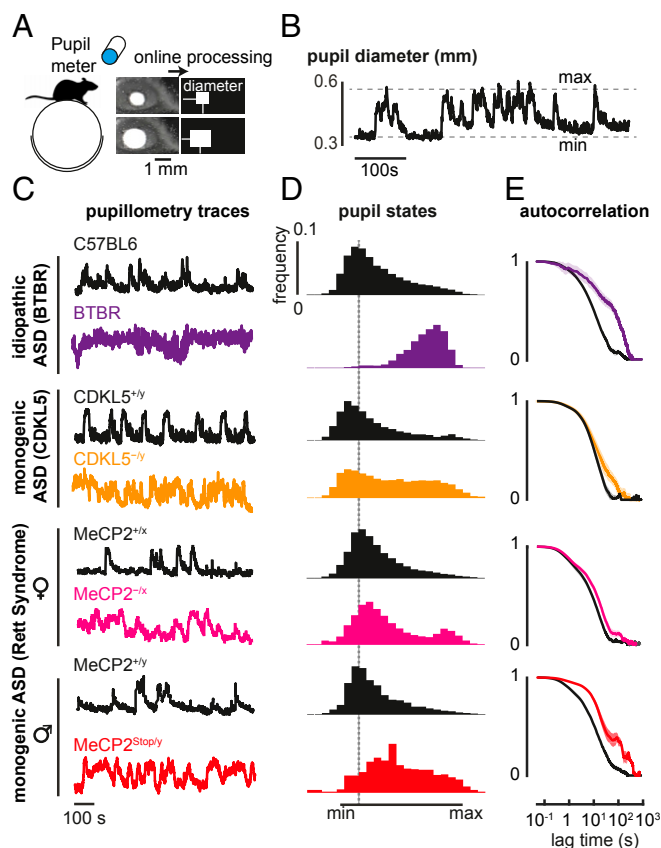 A
Pupil
meter
online processing
diameter
1 mm
B
pupil diameter (mm)
0.6
max
0.3
min
100s
C
pupillometry traces
idiopathic
ASD (BTBR)
C57BL6
BTBR
monogenic
ASD (CDKL5)
CDKL5+/y
CDKL5−/y
monogenic ASD (Rett Syndrome)
♀
MeCP2+/x
MeCP2−/x
♂
MeCP2+/y
MeCP2Stop/y
100 s
D
pupil states
0.1
frequency
0
min
max
E
autocorrelation
1
0
1
0
1
0
1
0
10-1
1
101
102
103
lag time (s)